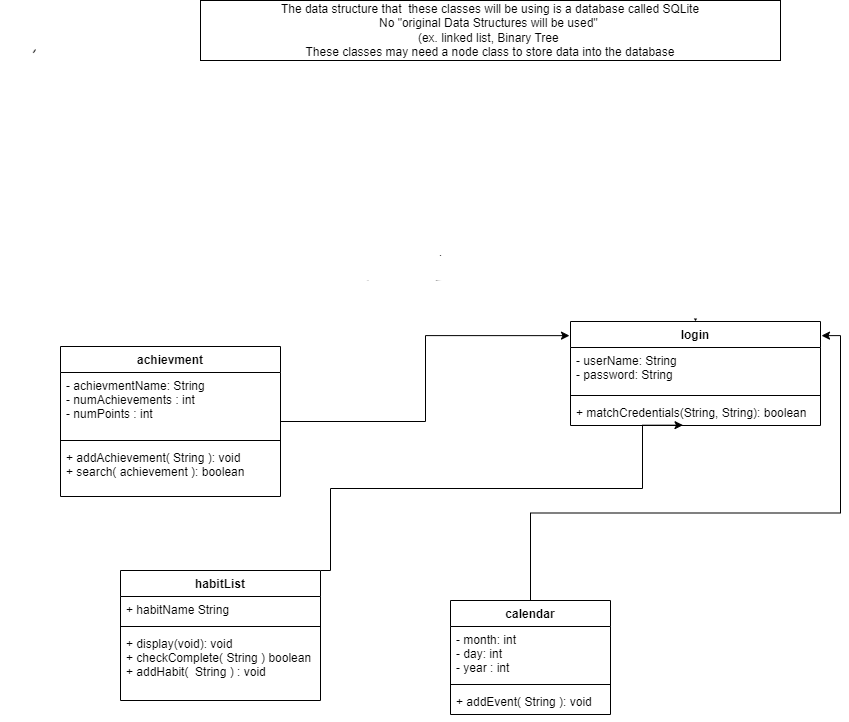 The data structure that  these classes will be using is a database called SQLite
No "original Data Structures will be used"
(ex. linked list, Binary Tree
These classes may need a node class to store data into the database
login
- userName: String
- password: String
+ matchCredentials(String, String): boolean
achievment
- achievmentName: String
- numAchievements : int
- numPoints : int
+ addAchievement( String ): void
+ search( achievement ): boolean
habitList
+ habitName String
+ display(void): void
+ checkComplete( String ) boolean
+ addHabit(  String ) : void
calendar
- month: int
- day: int
- year : int
+ addEvent( String ): void